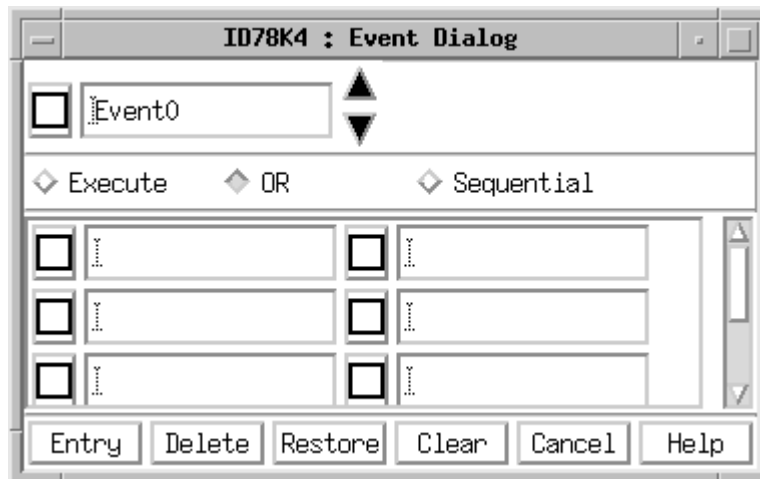 ID78K4 : Event Dialog
Event0
Execute OR Sequential
Entry Delete Restore Clear Cancel Help